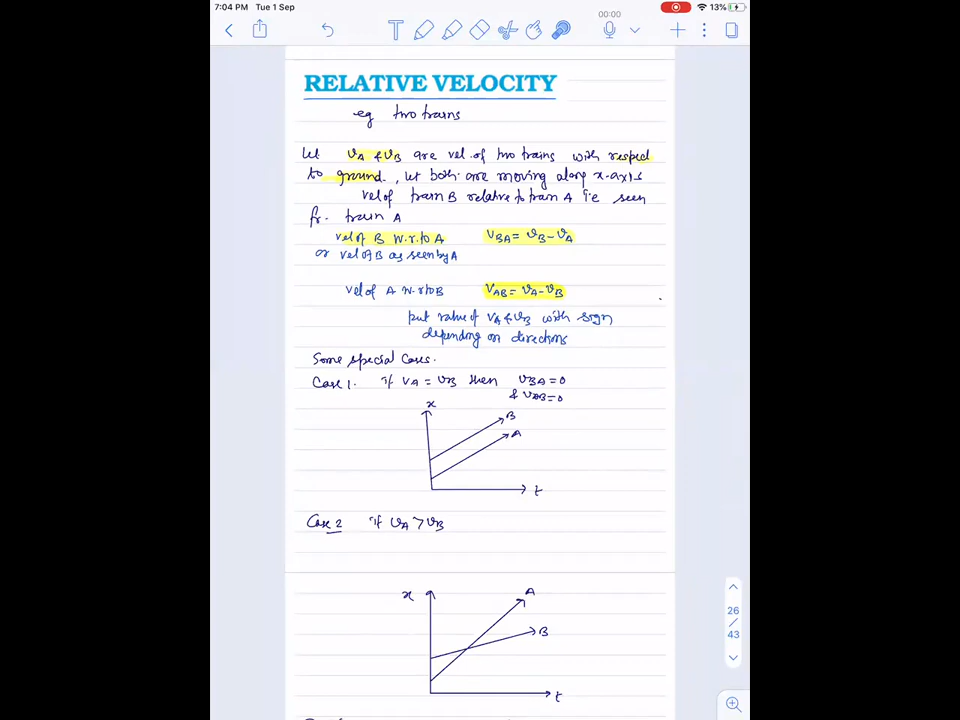 7:04 PM Tue 1 Sep
00:00
13%
RELATIVE VELOCITY
eg two trains
Let vA & vB are vel. of two trains with respect
to ground. , let both are moving along x-axis
vel of train B relative to train A i.e seen
fr. train A
vel of B w.r.to A vBA = vB - vA
or vel of B as seen by A
vel of A w.r.to B vAB = vA - vB
put value of vA & vB with sign
depending on directions
Some special cases.
Case 1. if vA = vB then vBA = 0
& vAB = 0
x
B
A
t
Case 2 if vA > vB
x
A
B
t
26
/
43